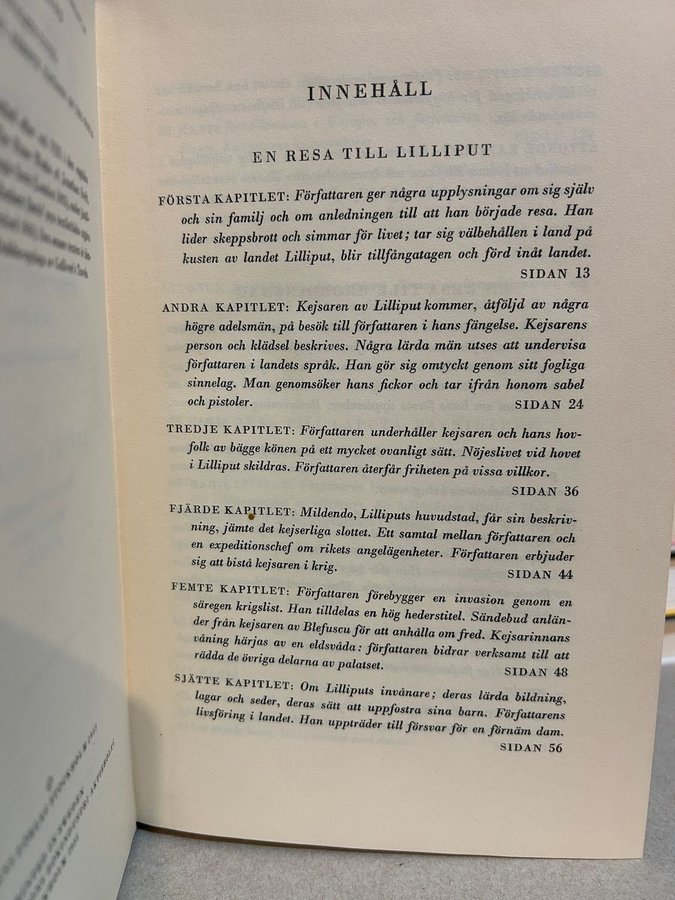 INNEHÅLL
EN RESA TILL LILLIPUT
FÖRSTA KAPITLET: Författaren ger några upplysningar om sig själv
och sin familj och om anledningen till att han började resa. Han
lider skeppsbrott och simmar för livet; tar sig välbehållen i land på
kusten av landet Lilliput, blir tillfångatagen och förd inåt landet.
SIDAN 13
ANDRA KAPITLET: Kejsaren av Lilliput kommer, åtföljd av några
högre adelsmän, på besök till författaren i hans fängelse. Kejsarens
person och klädsel beskrives. Några lärda män utses att undervisa
författaren i landets språk. Han gör sig omtyckt genom sitt fogliga
sinnelag. Man genomsöker hans fickor och tar ifrån honom sabel
och pistoler. SIDAN 24
TREDJE KAPITLET: Författaren underhåller kejsaren och hans hov-
folk av bägge könen på ett mycket ovanligt sätt. Nöjeslivet vid hovet
i Lilliput skildras. Författaren återfår friheten på vissa villkor.
SIDAN 36
FJÄRDE KAPITLET: Mildendo, Lilliputs huvudstad, får sin beskriv-
ning, jämte det kejserliga slottet. Ett samtal mellan författaren och
en expeditionschef om rikets angelägenheter. Författaren erbjuder
sig att bistå kejsaren i krig. SIDAN 44
FEMTE KAPITLET: Författaren förebygger en invasion genom en
säregen krigslist. Han tilldelas en hög hederstitel. Sändebud anlän-
der från kejsaren av Blefuscu för att anhålla om fred. Kejsarinnans
våning härjas av en eldsvåda: författaren bidrar verksamt till att
rädda de övriga delarna av palatset. SIDAN 48
SJÄTTE KAPITLET: Om Lilliputs invånare; deras lärda bildning,
lagar och seder, deras sätt att uppfostra sina barn. Författarens
livsföring i landet. Han uppträder till försvar för en förnäm dam.
SIDAN 56